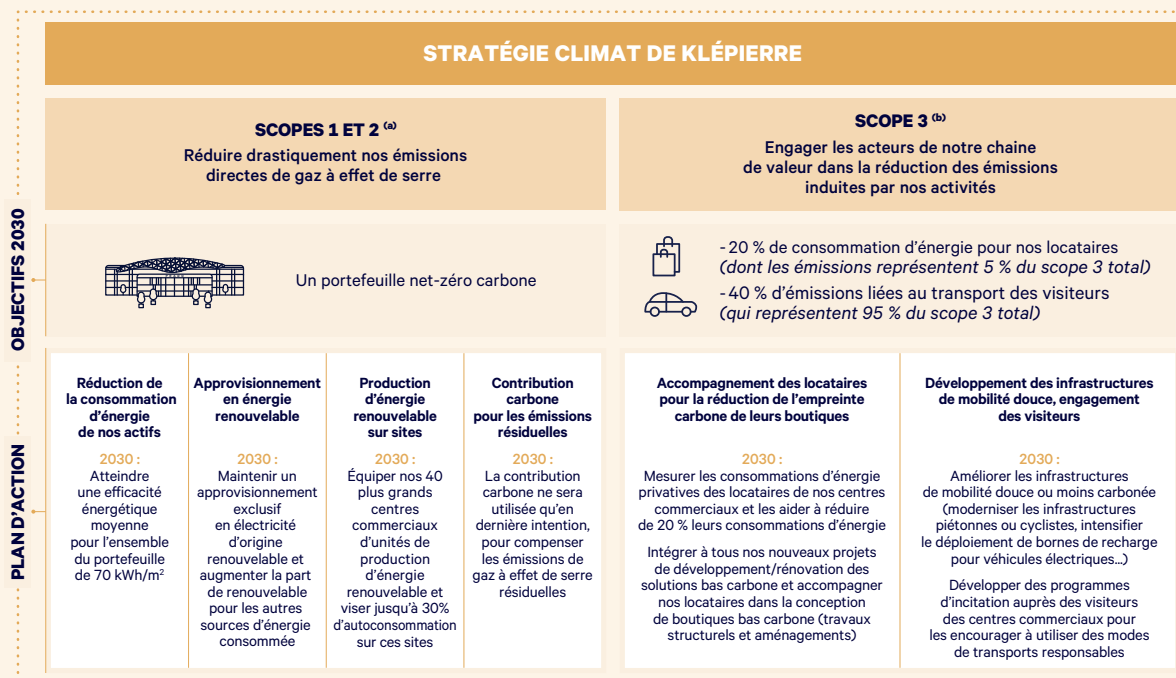 STRATÉGIE CLIMAT DE KLÉPIERRE
SCOPES 1 ET 2 (a)
Réduire drastiquement nos émissions
directes de gaz à effet de serre
SCOPE 3 (b)
Engager les acteurs de notre chaine
de valeur dans la réduction des émissions
induites par nos activités
OBJECTIFS 2030
Un portefeuille net-zéro carbone
- 20 % de consommation d'énergie pour nos locataires
(dont les émissions représentent 5 % du scope 3 total)
- 40 % d'émissions liées au transport des visiteurs
(qui représentent 95 % du scope 3 total)
PLAN D'ACTION
Réduction de
la consommation
d'énergie
de nos actifs
2030 :
Atteindre
une efficacité
énergétique
moyenne
pour l'ensemble
du portefeuille
de 70 kWh/m²
Approvisionnement
en énergie
renouvelable
2030 :
Maintenir un
approvisionnement
exclusif
en électricité
d'origine
renouvelable et
augmenter la part
de renouvelable
pour les autres
sources d'énergie
consommée
Production
d'énergie
renouvelable
sur sites
2030 :
Équiper nos 40
plus grands
centres
commerciaux
d'unités de
production
d'énergie
renouvelable et
viser jusqu'à 30%
d'autoconsommation
sur ces sites
Contribution
carbone
pour les émissions
résiduelles
2030 :
La contribution
carbone ne sera
utilisée qu'en
dernière intention,
pour compenser
les émissions de
gaz à effet de serre
résiduelles
Accompagnement des locataires
pour la réduction de l'empreinte
carbone de leurs boutiques
2030 :
Mesurer les consommations d'énergie
privatives des locataires de nos centres
commerciaux et les aider à réduire
de 20 % leurs consommations d'énergie
Intégrer à tous nos nouveaux projets
de développement/rénovation des
solutions bas carbone et accompagner
nos locataires dans la conception
de boutiques bas carbone (travaux
structurels et aménagements)
Développement des infrastructures
de mobilité douce, engagement
des visiteurs
2030 :
Améliorer les infrastructures
de mobilité douce ou moins carbonée
(moderniser les infrastructures
piétonnes ou cyclistes, intensifier
le déploiement de bornes de recharge
pour véhicules électriques...)
Développer des programmes
d'incitation auprès des visiteurs
des centres commerciaux pour
les encourager à utiliser des modes
de transports responsables